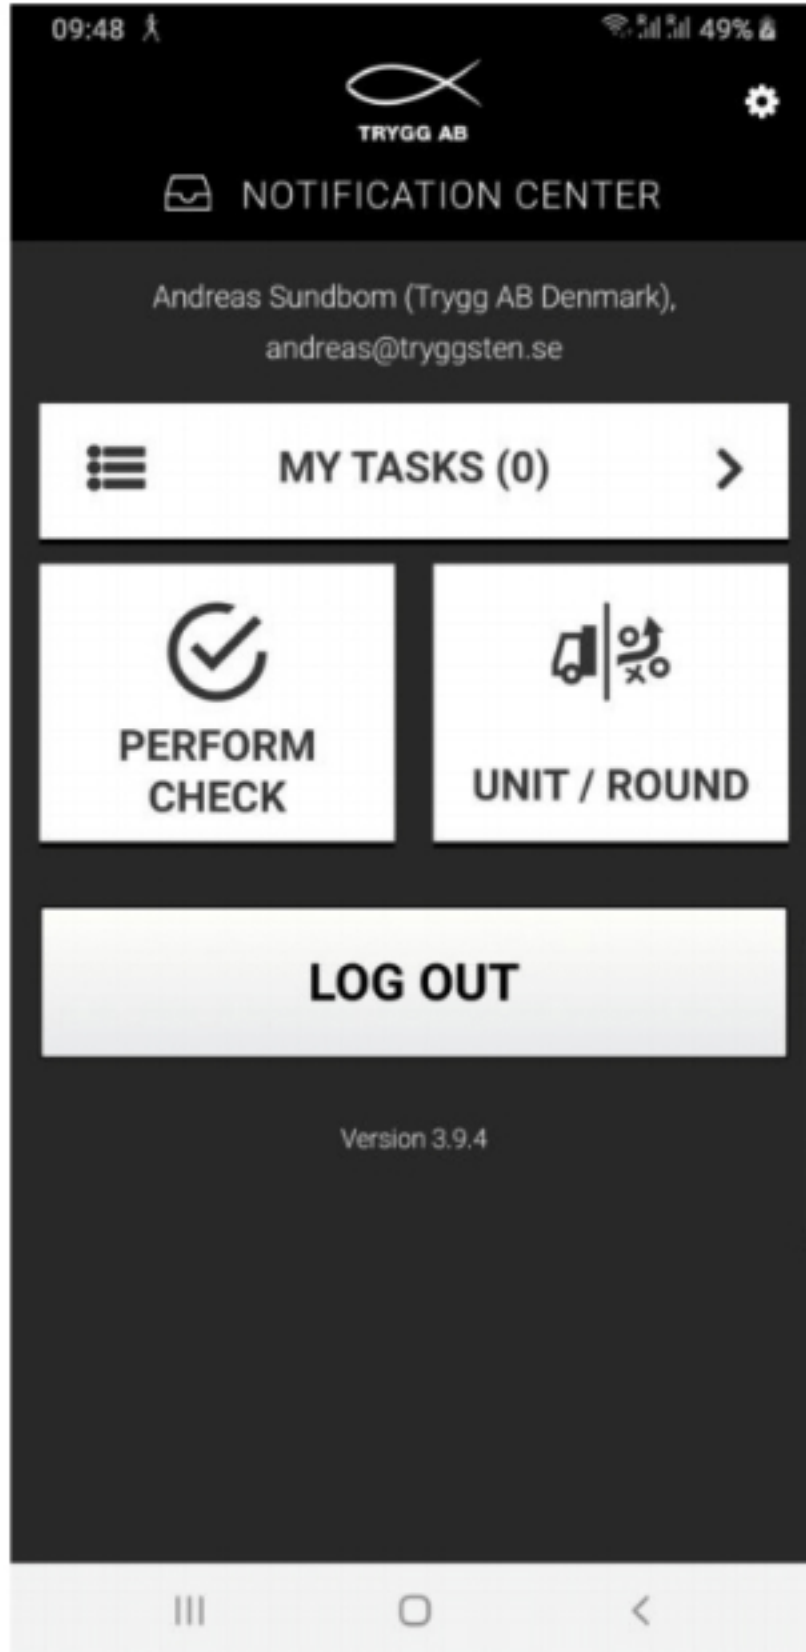 09:48 49%
TRYGG AB
NOTIFICATION CENTER
Andreas Sundbom (Trygg AB Denmark),
andreas@tryggsten.se
MY TASKS (0)
PERFORM
CHECK
UNIT / ROUND
LOG OUT
Version 3.9.4